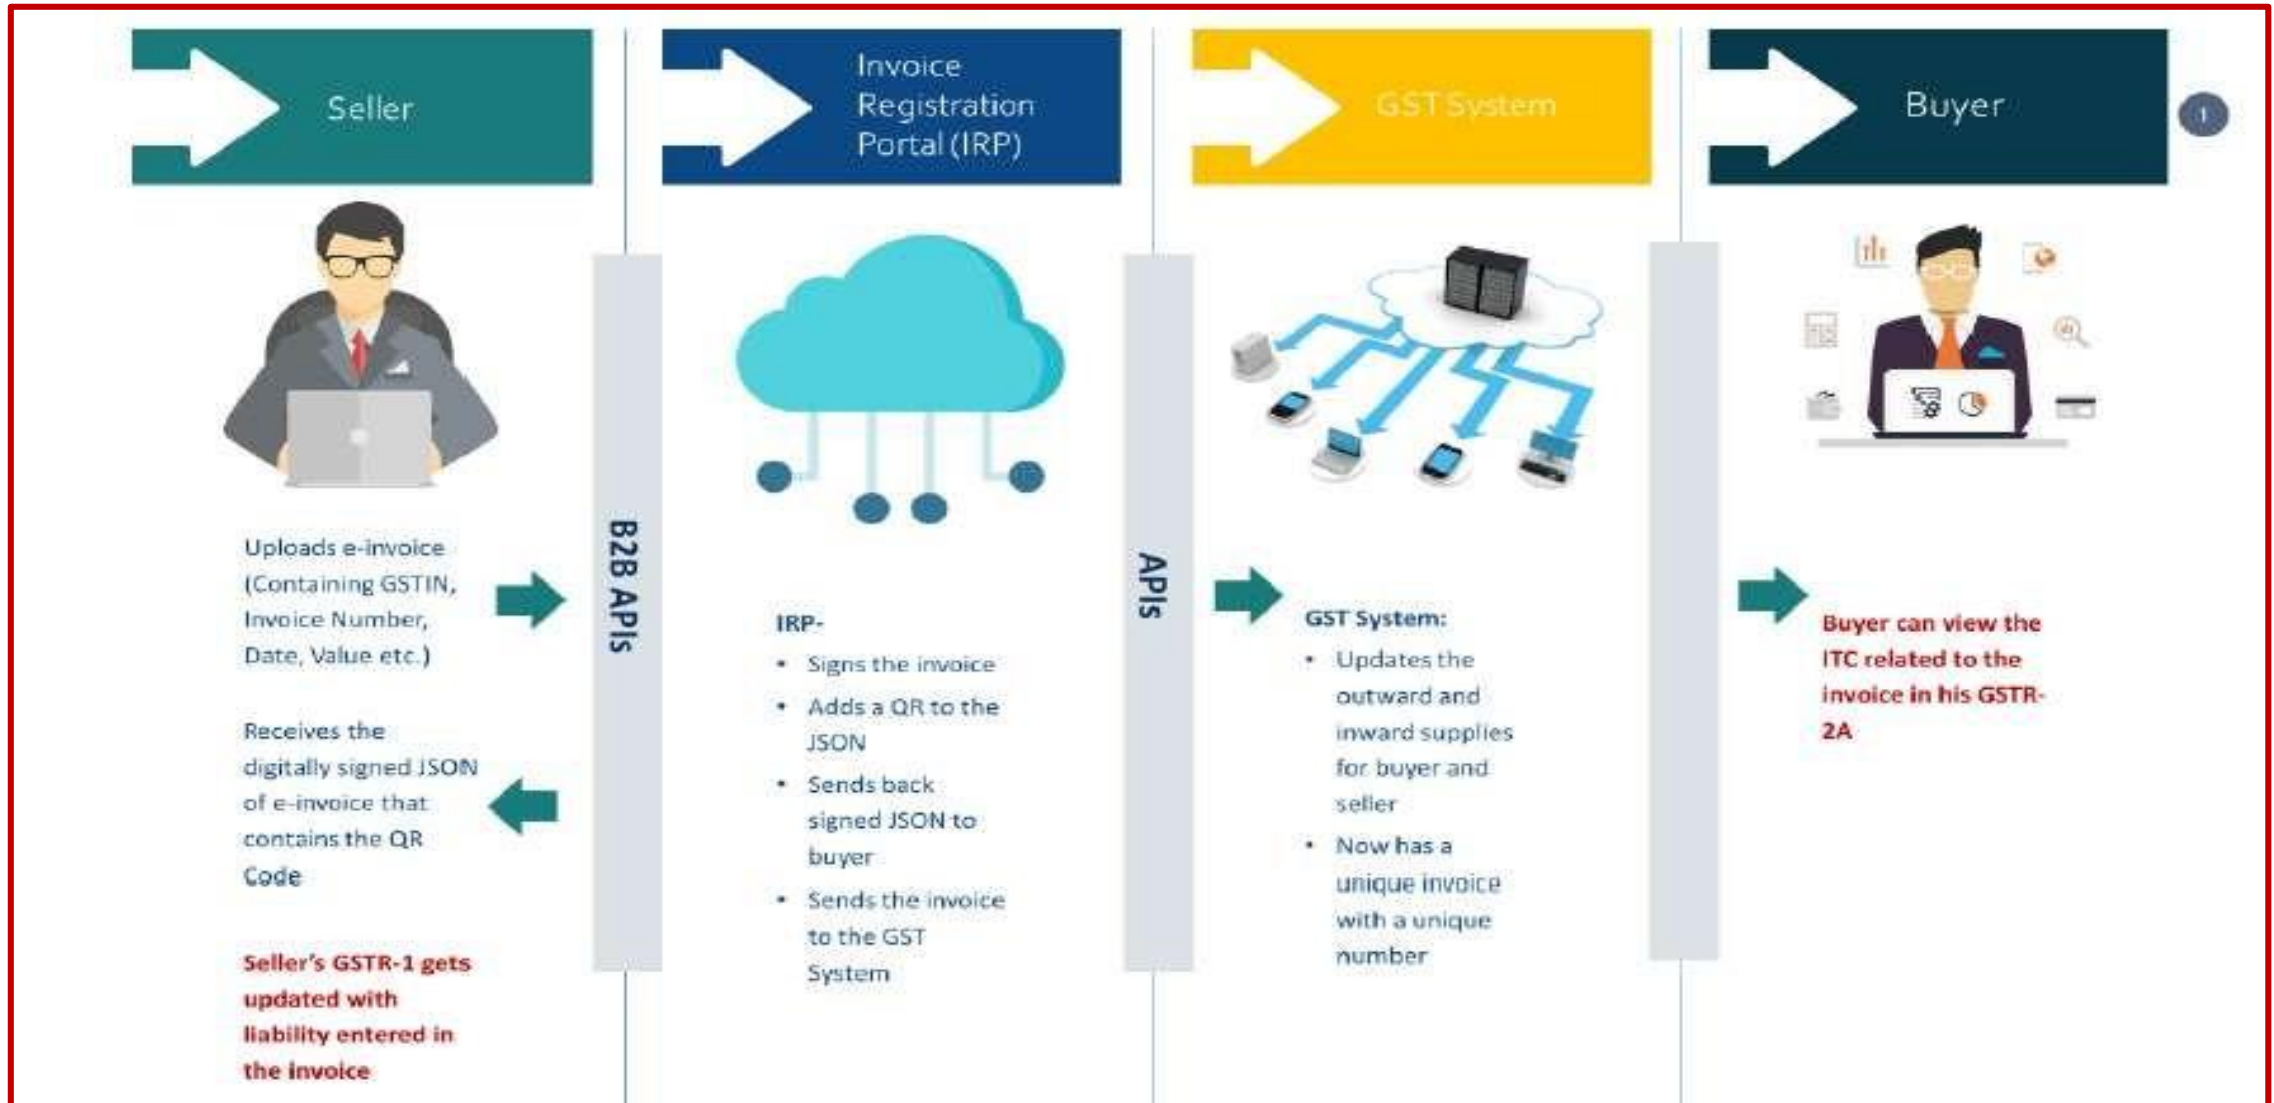 Seller
Invoice
Registration
Portal (IRP)
GST System
Buyer
1
Uploads e-invoice
(Containing GSTIN,
Invoice Number,
Date, Value etc.)
Receives the
digitally signed JSON
of e-invoice that
contains the QR
Code
Seller's GSTR-1 gets
updated with
liability entered in
the invoice
B2B APIs
IRP-
• Signs the invoice
• Adds a QR to the
JSON
• Sends back
signed JSON to
buyer
• Sends the invoice
to the GST
System
APIs
GST System:
• Updates the
outward and
inward supplies
for buyer and
seller
• Now has a
unique invoice
with a unique
number
Buyer can view the
ITC related to the
invoice in his GSTR-
2A